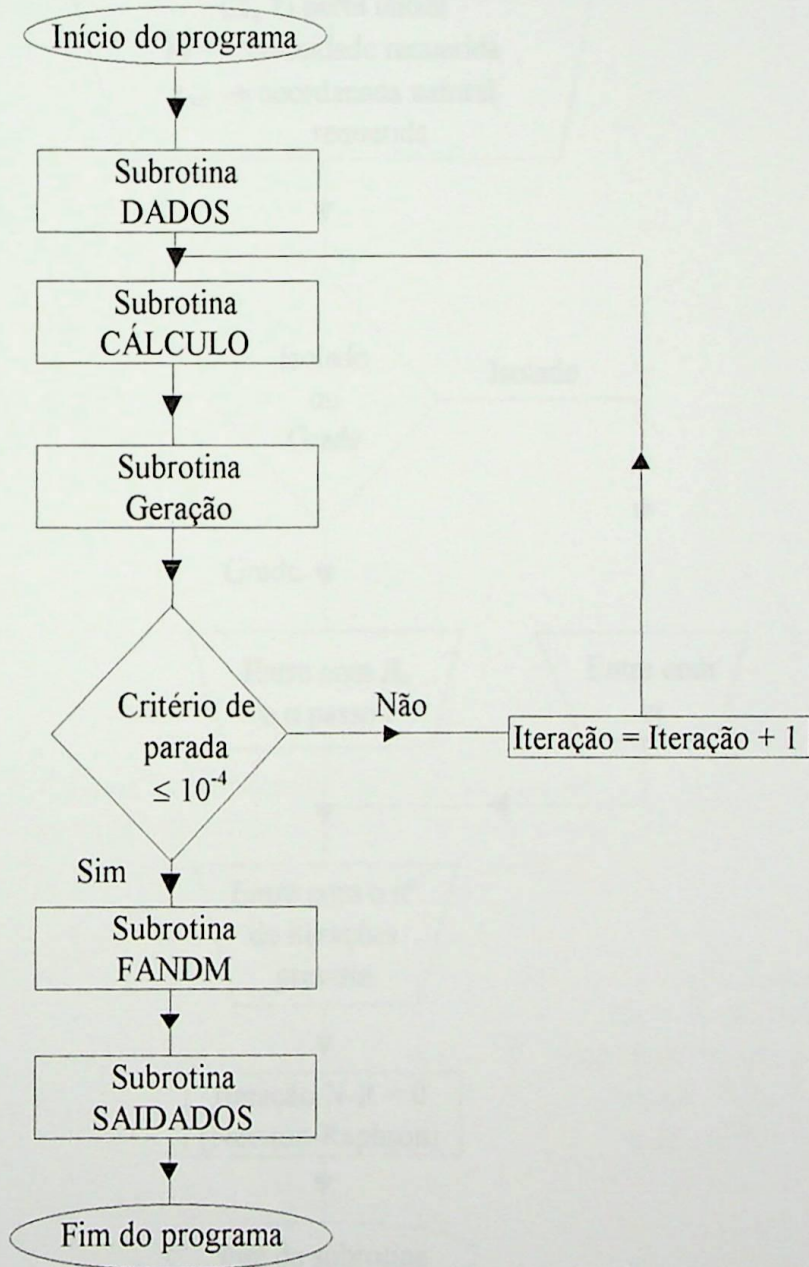 Início do programa
Subrotina
DADOS
Subrotina
CÁLCULO
Subrotina
Geração
Critério de
parada
≤ 10⁻⁴
Não
Iteração = Iteração + 1
Sim
Subrotina
FANDM
Subrotina
SAIDADOS
Fim do programa